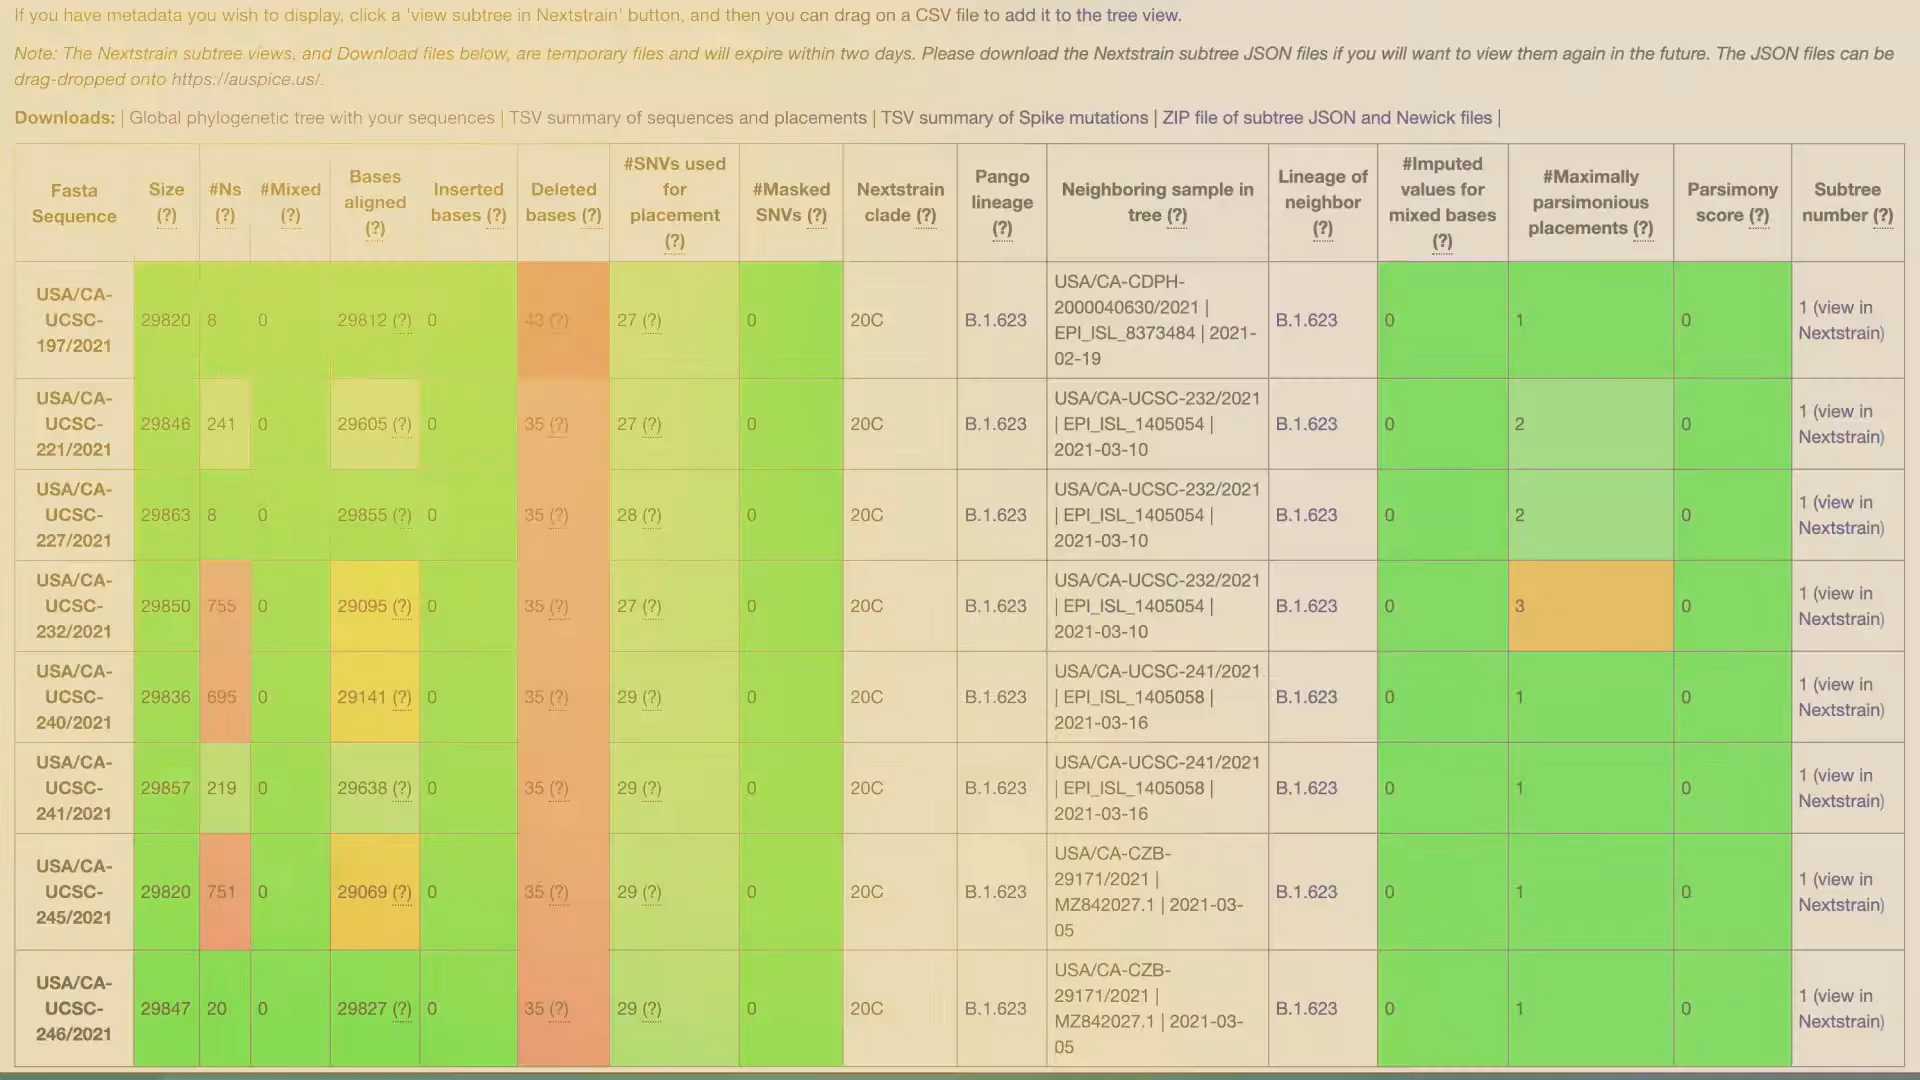 If you have metadata you wish to display, click a 'view subtree in Nextstrain' button, and then you can drag on a CSV file to add it to the tree view.
Note: The Nextstrain subtree views, and Download files below, are temporary files and will expire within two days. Please download the Nextstrain subtree JSON files if you will want to view them again in the future. The JSON files can be
drag-dropped onto https://auspice.us/.
Downloads: | Global phylogenetic tree with your sequences | TSV summary of sequences and placements | TSV summary of Spike mutations | ZIP file of subtree JSON and Newick files |
Fasta Sequence | Size (?) | #Ns (?) | #Mixed (?) | Bases aligned (?) | Inserted bases (?) | Deleted bases (?) | #SNVs used for placement (?) | #Masked SNVs (?) | Nextstrain clade (?) | Pango lineage (?) | Neighboring sample in tree (?) | Lineage of neighbor (?) | #Imputed values for mixed bases (?) | #Maximally parsimonious placements (?) | Parsimony score (?) | Subtree number (?)
USA/CA-UCSC-197/2021 29820 8 0 29812 (?) 0 43 (?) 27 (?) 0 20C B.1.623 USA/CA-CDPH-2000040630/2021 | EPI_ISL_8373484 | 2021-02-19 B.1.623 0 1 0 1 (view in Nextstrain)
USA/CA-UCSC-221/2021 29846 241 0 29605 (?) 0 35 (?) 27 (?) 0 20C B.1.623 USA/CA-UCSC-232/2021 | EPI_ISL_1405054 | 2021-03-10 B.1.623 0 2 0 1 (view in Nextstrain)
USA/CA-UCSC-227/2021 29863 8 0 29855 (?) 0 35 (?) 28 (?) 0 20C B.1.623 USA/CA-UCSC-232/2021 | EPI_ISL_1405054 | 2021-03-10 B.1.623 0 2 0 1 (view in Nextstrain)
USA/CA-UCSC-232/2021 29850 755 0 29095 (?) 0 35 (?) 27 (?) 0 20C B.1.623 USA/CA-UCSC-232/2021 | EPI_ISL_1405054 | 2021-03-10 B.1.623 0 3 0 1 (view in Nextstrain)
USA/CA-UCSC-240/2021 29836 695 0 29141 (?) 0 35 (?) 29 (?) 0 20C B.1.623 USA/CA-UCSC-241/2021 | EPI_ISL_1405058 | 2021-03-16 B.1.623 0 1 0 1 (view in Nextstrain)
USA/CA-UCSC-241/2021 29857 219 0 29638 (?) 0 35 (?) 29 (?) 0 20C B.1.623 USA/CA-UCSC-241/2021 | EPI_ISL_1405058 | 2021-03-16 B.1.623 0 1 0 1 (view in Nextstrain)
USA/CA-UCSC-245/2021 29820 751 0 29069 (?) 0 35 (?) 29 (?) 0 20C B.1.623 USA/CA-CZB-29171/2021 | MZ842027.1 | 2021-03-05 B.1.623 0 1 0 1 (view in Nextstrain)
USA/CA-UCSC-246/2021 29847 20 0 29827 (?) 0 35 (?) 29 (?) 0 20C B.1.623 USA/CA-CZB-29171/2021 | MZ842027.1 | 2021-03-05 B.1.623 0 1 0 1 (view in Nextstrain)